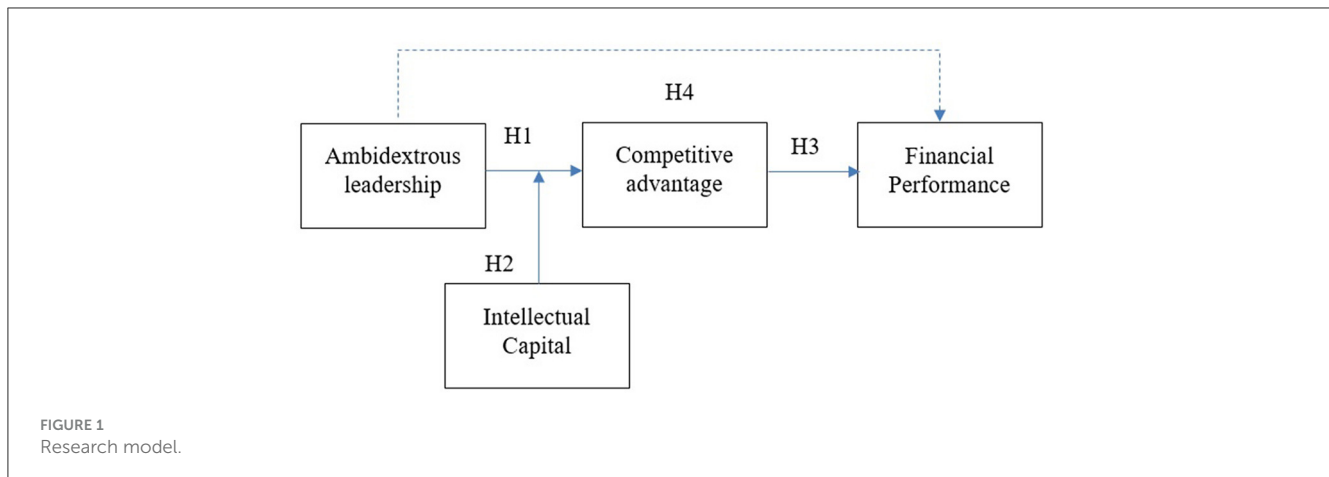 H4
H1
H3
Ambidextrous
leadership
Competitive
advantage
Financial
Performance
H2
Intellectual
Capital
FIGURE 1
Research model.